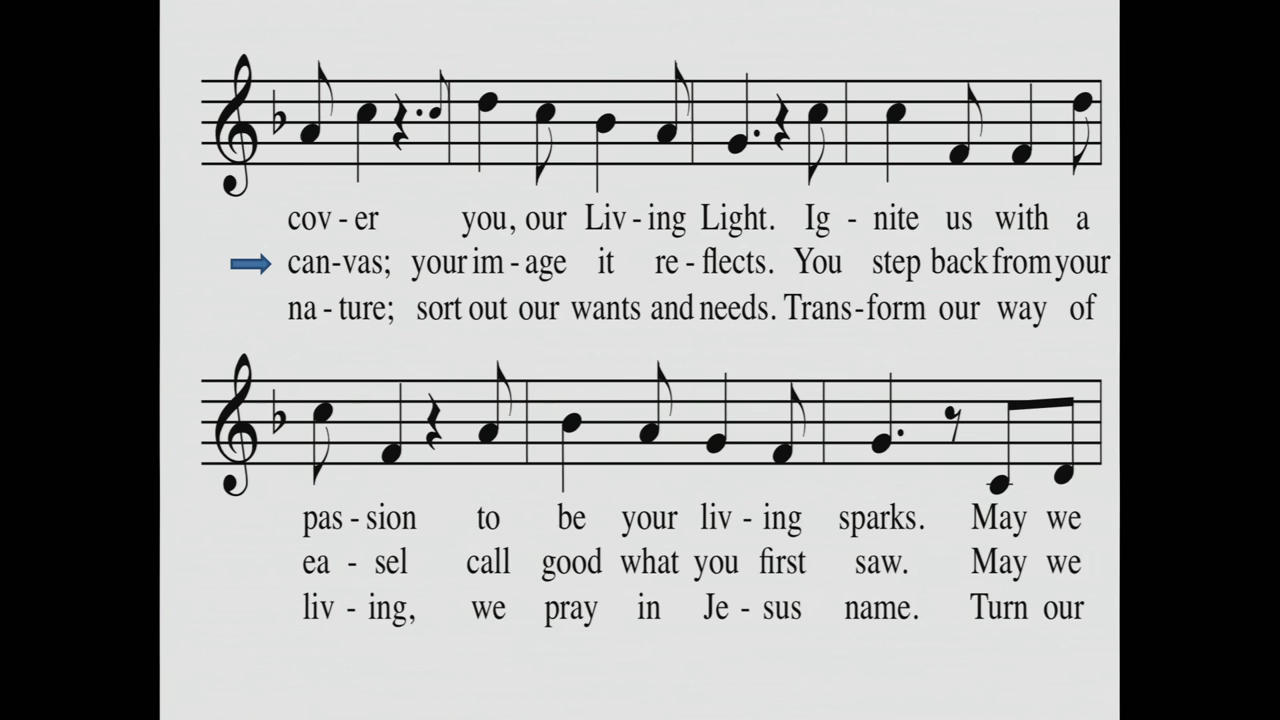 cov - er you, our Liv - ing Light. Ig - nite us with a
can-vas; your im - age it re - flects. You step back from your
na - ture; sort out our wants and needs. Trans-form our way of
pas - sion to be your liv - ing sparks. May we
ea - sel call good what you first saw. May we
liv - ing, we pray in Je - sus name. Turn our